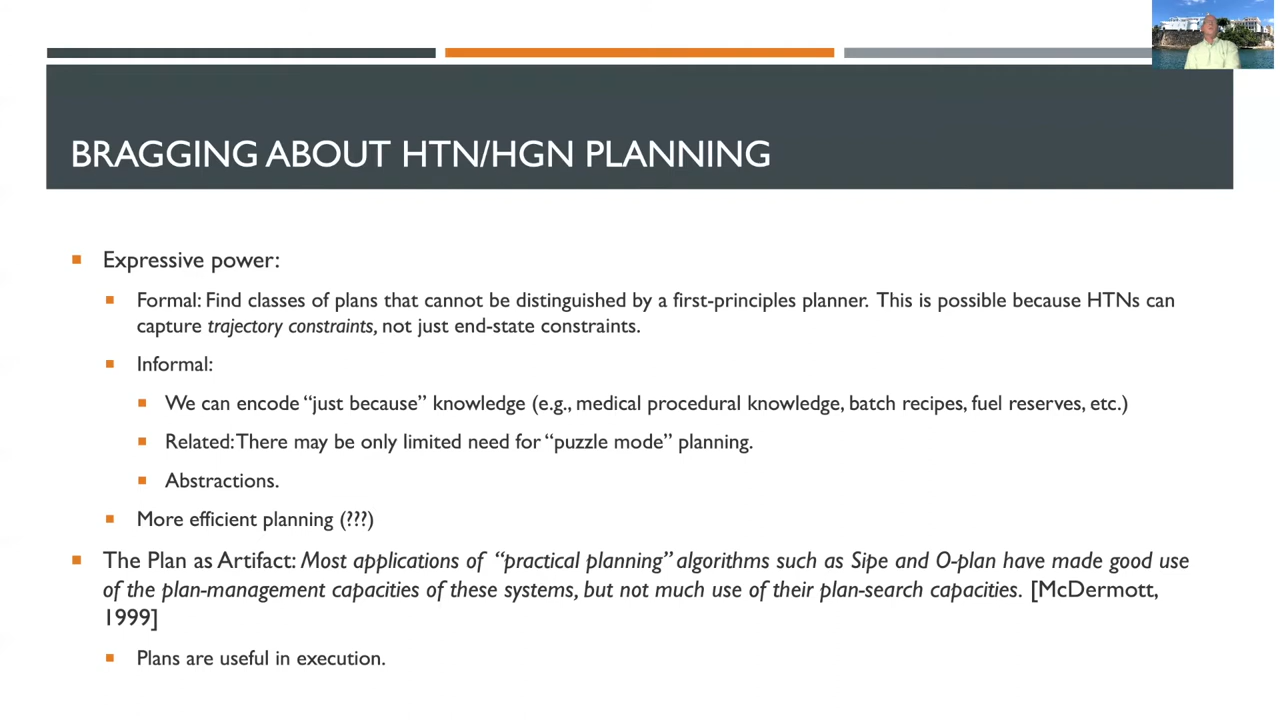 BRAGGING ABOUT HTN/HGN PLANNING
Expressive power:
Formal: Find classes of plans that cannot be distinguished by a first-principles planner. This is possible because HTNs can
capture trajectory constraints, not just end-state constraints.
Informal:
We can encode “just because” knowledge (e.g., medical procedural knowledge, batch recipes, fuel reserves, etc.)
Related: There may be only limited need for “puzzle mode” planning.
Abstractions.
More efficient planning (???)
The Plan as Artifact: Most applications of “practical planning” algorithms such as Sipe and O-plan have made good use
of the plan-management capacities of these systems, but not much use of their plan-search capacities. [McDermott,
1999]
Plans are useful in execution.